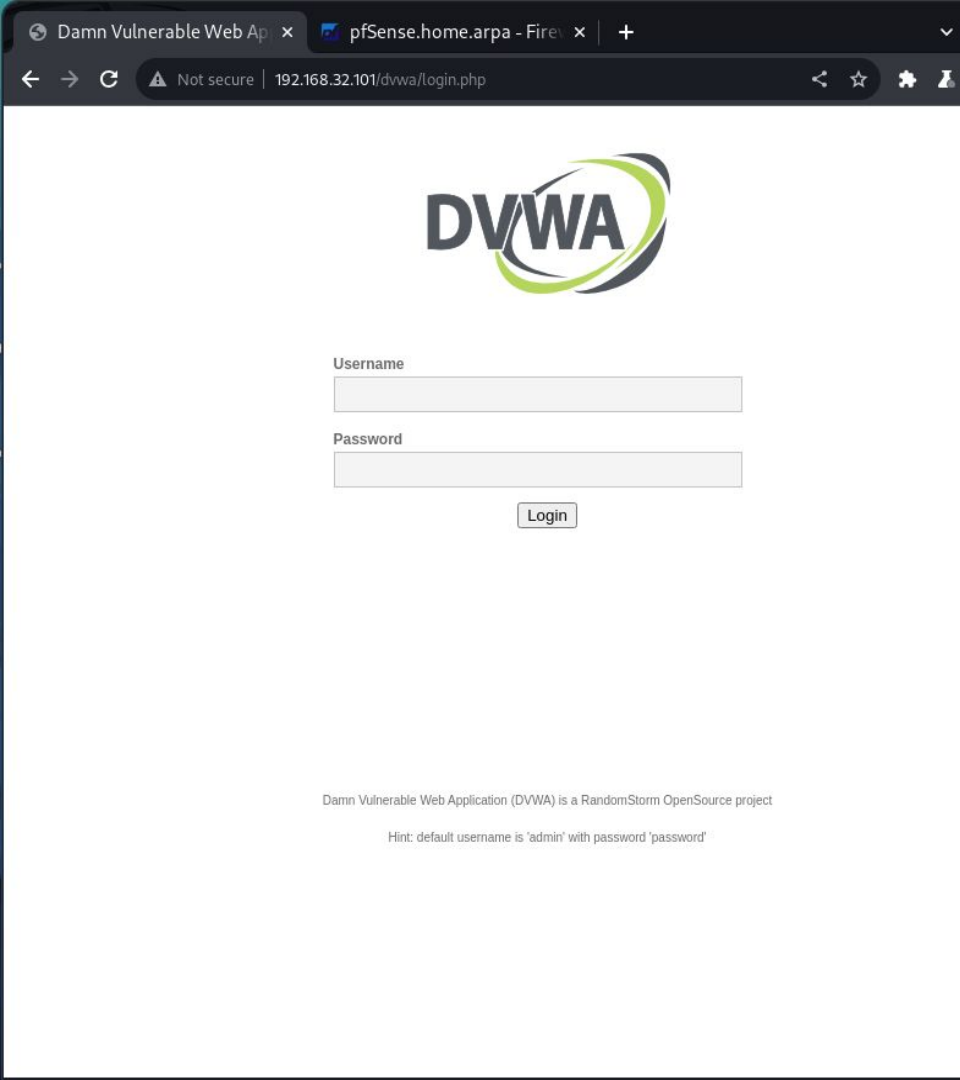 Damn Vulnerable Web Ap
pfSense.home.arpa - Firew
Not secure
192.168.32.101/dvwa/login.php
DVWA
Username
Password
Login
Damn Vulnerable Web Application (DVWA) is a RandomStorm OpenSource project
Hint: default username is 'admin' with password 'password'